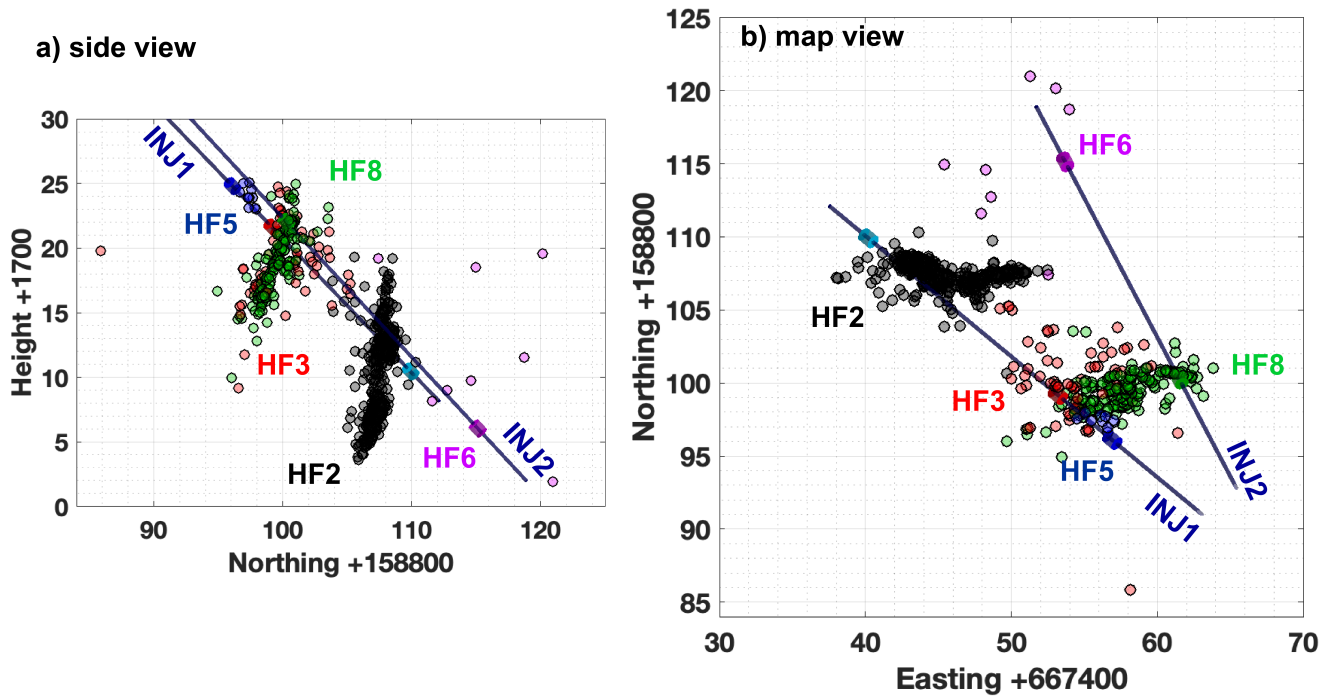 a) side view
30
25
20
15
10
5
0
Height +1700
INJ1
HF8
HF5
HF3
HF2
HF6
INJ2
90
100
110
120
Northing +158800
b) map view
125
120
115
110
105
100
95
90
85
Northing +158800
HF6
HF2
HF3
HF8
HF5
INJ2
INJ1
30
40
50
60
70
Easting +667400